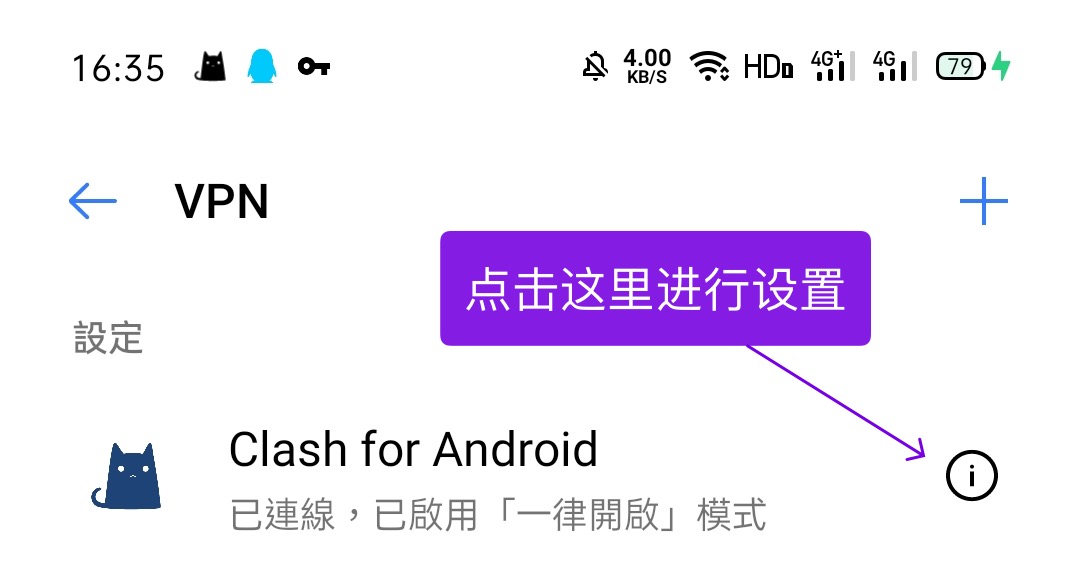 16:35 4.00 KB/S HD 4G+ 4G 79
VPN
点击这里进行设置
設定
Clash for Android
已連線，已啟用「一律開啟」模式